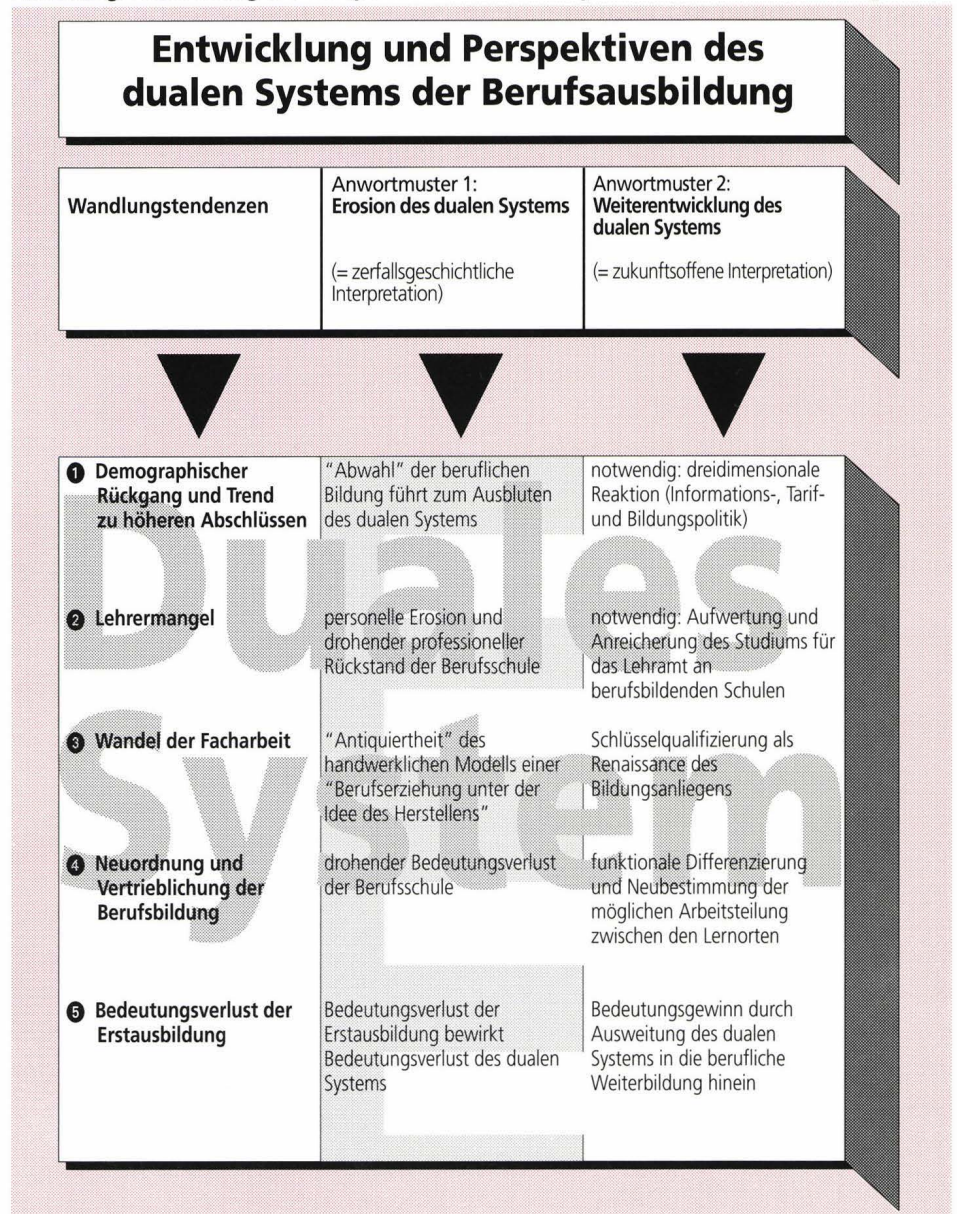 Entwicklung und Perspektiven des
dualen Systems der Berufsausbildung
Wandlungstendenzen
Anwortmuster 1:
Erosion des dualen Systems
(= zerfallsgeschichtliche
Interpretation)
Anwortmuster 2:
Weiterentwicklung des
dualen Systems
(= zukunftsoffene Interpretation)
Duales
System
1 Demographischer
Rückgang und Trend
zu höheren Abschlüssen
"Abwahl" der beruflichen
Bildung führt zum Ausbluten
des dualen Systems
notwendig: dreidimensionale
Reaktion (Informations-, Tarif-
und Bildungspolitik)
2 Lehrermangel
personelle Erosion und
drohender professioneller
Rückstand der Berufsschule
notwendig: Aufwertung und
Anreicherung des Studiums für
das Lehramt an
berufsbildenden Schulen
3 Wandel der Facharbeit
"Antiquiertheit" des
handwerklichen Modells einer
"Berufserziehung unter der
Idee des Herstellens"
Schlüsselqualifizierung als
Renaissance des
Bildungsanliegens
4 Neuordnung und
Vertrieblichung der
Berufsbildung
drohender Bedeutungsverlust
der Berufsschule
funktionale Differenzierung
und Neubestimmung der
möglichen Arbeitsteilung
zwischen den Lernorten
5 Bedeutungsverlust der
Erstausbildung
Bedeutungsverlust der
Erstausbildung bewirkt
Bedeutungsverlust des dualen
Systems
Bedeutungsgewinn durch
Ausweitung des dualen
Systems in die berufliche
Weiterbildung hinein